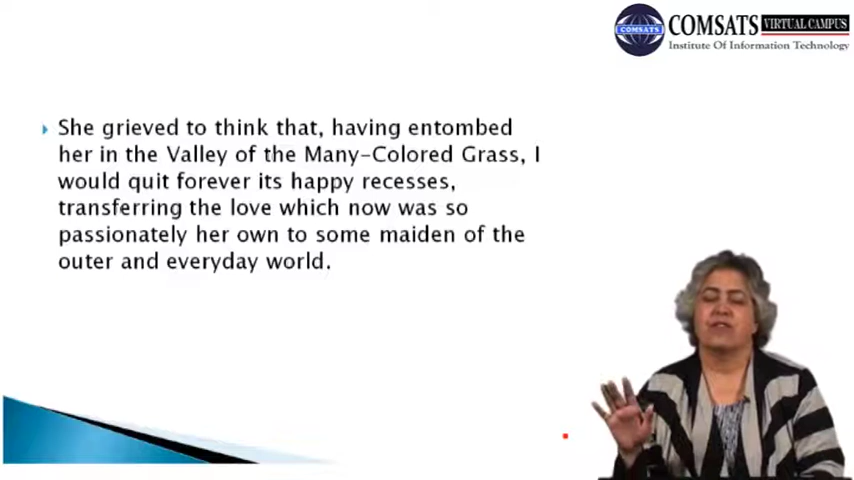 COMSATS VIRTUAL CAMPUS
COMSATS
Institute Of Information Technology
She grieved to think that, having entombed
her in the Valley of the Many-Colored Grass, I
would quit forever its happy recesses,
transferring the love which now was so
passionately her own to some maiden of the
outer and everyday world.